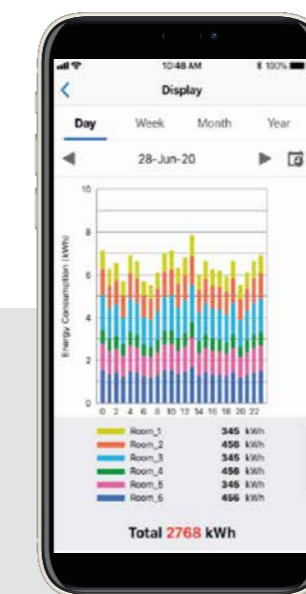 10:48 AM 100%
Display
Day Week Month Year
28-Jun-20
Energy Consumption (kWh)
10
8
6
4
2
0
0 2 4 6 8 10 12 14 16 18 20 22
Room_1 345 kWh
Room_2 456 kWh
Room_3 345 kWh
Room_4 456 kWh
Room_5 345 kWh
Room_6 456 kWh
Total 2768 kWh